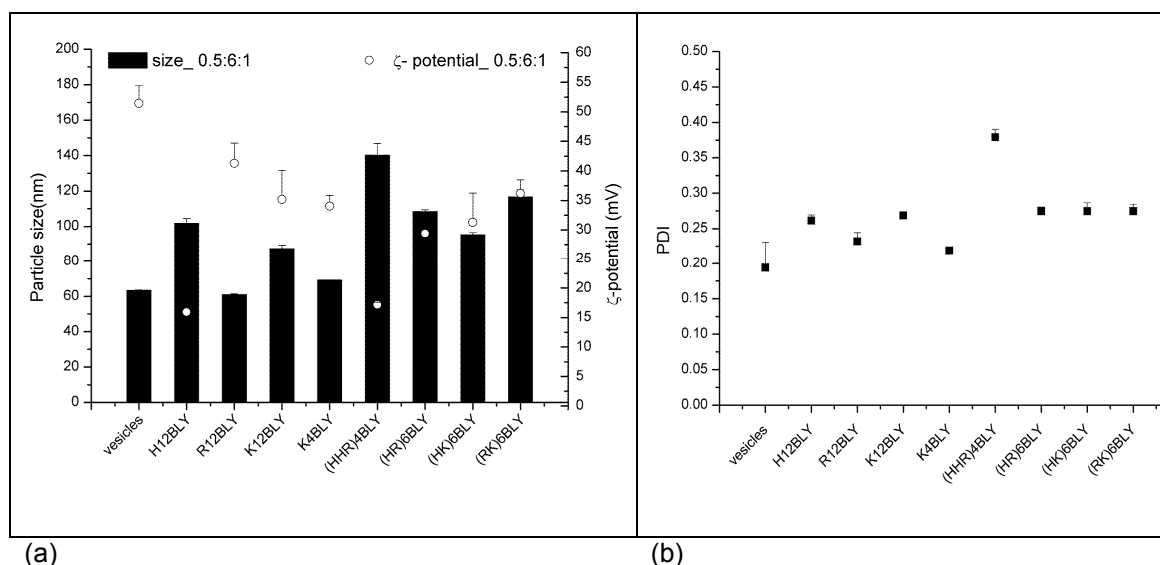 size_ 0.5:6:1
ζ- potential_ 0.5:6:1
Particle size(nm)
200
180
160
140
120
100
80
60
40
20
0
60
55
50
45
40
35
30
25
20
15
10
5
0
ζ-potential (mV)
vesicles
H12BLY
R12BLY
K12BLY
K4BLY
(HHR)4BLY
(HR)6BLY
(HK)6BLY
(RK)6BLY
(a)
PDI
0.50
0.45
0.40
0.35
0.30
0.25
0.20
0.15
0.10
0.05
0.00
vesicles
H12BLY
R12BLY
K12BLY
K4BLY
(HHR)4BLY
(HR)6BLY
(HK)6BLY
(RK)6BLY
(b)